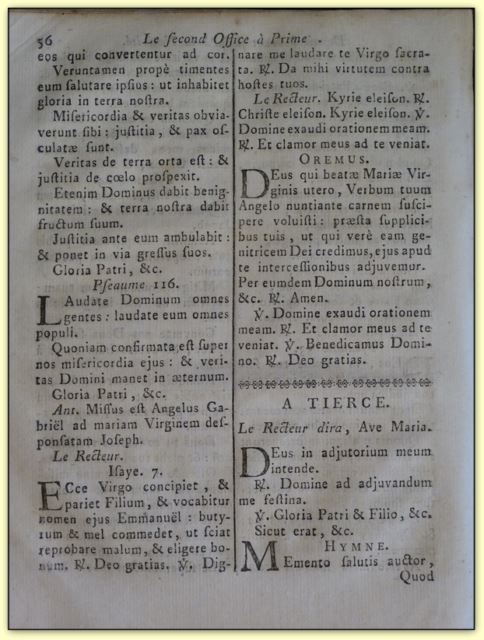 56 Le ſecond Office à Prime.
eos qui convertentur ad cor.
Veruntamen propè timentes
eum ſalutare ipſius : ut inhabitet
gloria in terra noſtra.
Miſericordia & veritas obvia-
verunt ſibi : juſtitia, & pax oſ-
culatæ ſunt.
Veritas de terra orta eſt : &
juſtitia de cœlo proſpexit.
Etenim Dominus dabit benig-
nitatem : & terra noſtra dabit
fructum ſuum.
Juſtitia ante eum ambulabit :
& ponet in via greſſus ſuos.
Gloria Patri, &c.
Pſeaume 116.
LAudate Dominum omnes
gentes : laudate eum omnes
populi.
Quoniam confirmata eſt ſuper
nos miſericordia ejus : & veri-
tas Domini manet in æternum.
Gloria Patri, &c.
Ant. Miſſus eſt Angelus Ga-
briël ad mariam Virginem deſ-
ponſatam Joſeph.
Le Recteur.
Iſaye. 7.
ECce Virgo concipiet, &
pariet Filium, & vocabitur
nomen ejus Emmanuël : buty-
rum & mel commedet, ut ſciat
reprobare malum, & eligere bo-
num. ℟. Deo gratias. ℣. Dig-
nare me laudare te Virgo ſacra-
ta. ℟. Da mihi virtutem contra
hoſtes tuos.
Le Recteur. Kyrie eleiſon. ℟.
Chriſte eleiſon. Kyrie eleiſon. ℣.
Domine exaudi orationem meam.
℟. Et clamor meus ad te veniat.
OREMUS.
DEus qui beatæ Mariæ Vir-
ginis utero, Verbum tuum
Angelo nuntiante carnem ſuſci-
pere voluiſti : præſta ſupplici-
bus tuis, ut qui verè eam ge-
nitricem Dei credimus, ejus apud
te interceſſionibus adjuvemur.
Per eumdem Dominum noſtrum,
&c. ℟. Amen.
℣. Domine exaudi orationem
meam. ℟. Et clamor meus ad te
veniat. ℣. Benedicamus Domi-
no. ℟. Deo gratias.
A TIERCE.
Le Recteur dira, Ave Maria.
DEus in adjutorium meum
intende.
℟. Domine ad adjuvandum
me feſtina.
℣. Gloria Patri & Filio, &c.
Sicut erat, &c.
HYMNE.
MEmento ſalutis auctor,
Quod